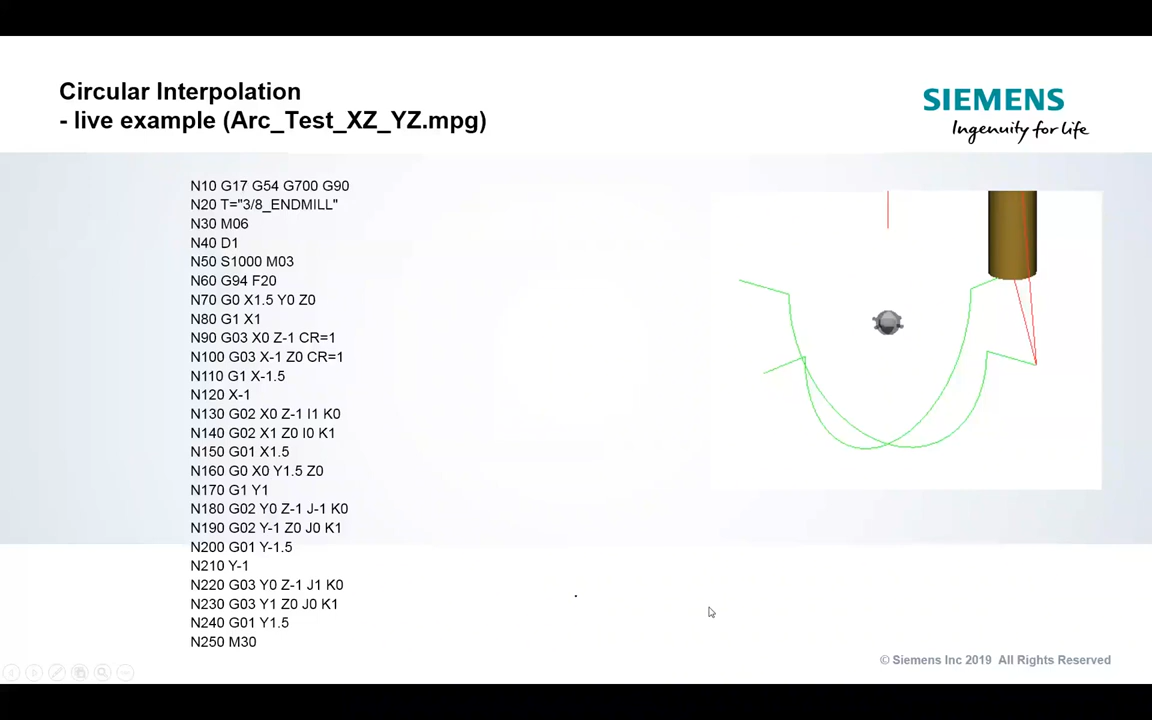 Circular Interpolation
- live example (Arc_Test_XZ_YZ.mpg)
SIEMENS
Ingenuity for life
N10 G17 G54 G700 G90
N20 T="3/8_ENDMILL"
N30 M06
N40 D1
N50 S1000 M03
N60 G94 F20
N70 G0 X1.5 Y0 Z0
N80 G1 X1
N90 G03 X0 Z-1 CR=1
N100 G03 X-1 Z0 CR=1
N110 G1 X-1.5
N120 X-1
N130 G02 X0 Z-1 I1 K0
N140 G02 X1 Z0 I0 K1
N150 G01 X1.5
N160 G0 X0 Y1.5 Z0
N170 G1 Y1
N180 G02 Y0 Z-1 J-1 K0
N190 G02 Y-1 Z0 J0 K1
N200 G01 Y-1.5
N210 Y-1
N220 G03 Y0 Z-1 J1 K0
N230 G03 Y1 Z0 J0 K1
N240 G01 Y1.5
N250 M30
© Siemens Inc 2019 All Rights Reserved